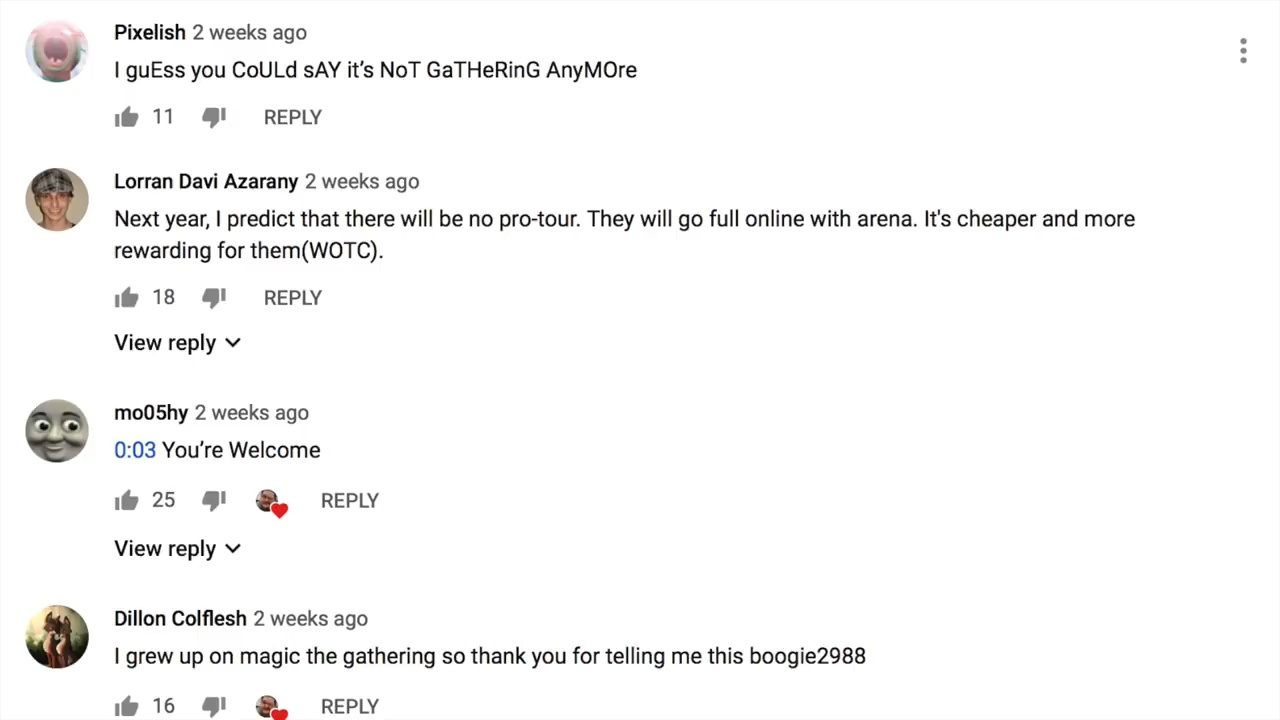 Pixelish 2 weeks ago
I guEss you CoULd sAY it’s NoT GaTHeRinG AnyMOre
11 REPLY
Lorran Davi Azarany 2 weeks ago
Next year, I predict that there will be no pro-tour. They will go full online with arena. It's cheaper and more
rewarding for them(WOTC).
18 REPLY
View reply
mo05hy 2 weeks ago
0:03 You’re Welcome
25 REPLY
View reply
Dillon Colflesh 2 weeks ago
I grew up on magic the gathering so thank you for telling me this boogie2988
16 REPLY